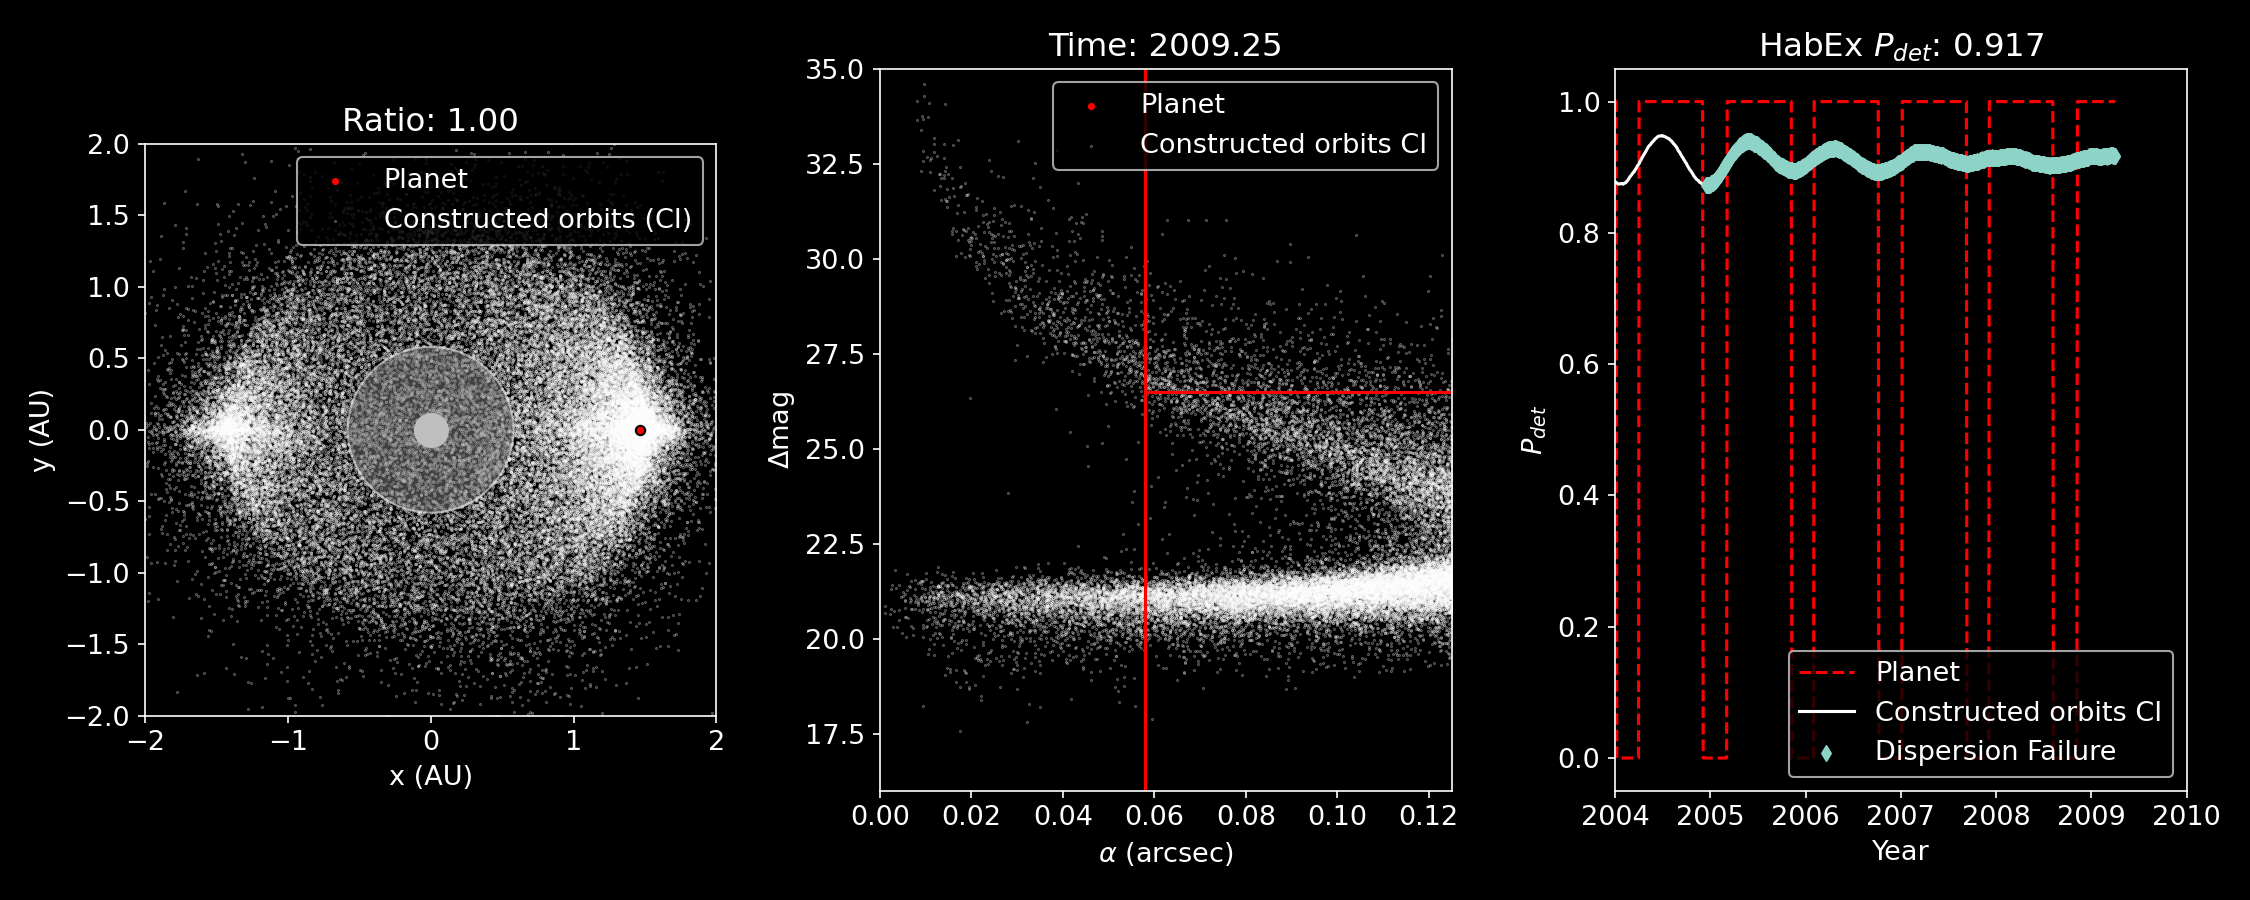 Ratio: 1.00
Planet
Constructed orbits (CI)
2.0
1.5
1.0
0.5
0.0
−0.5
−1.0
−1.5
−2.0
y (AU)
−2
−1
0
1
2
x (AU)
Time: 2009.25
Planet
Constructed orbits CI
35.0
32.5
30.0
27.5
25.0
22.5
20.0
17.5
Δmag
0.00
0.02
0.04
0.06
0.08
0.10
0.12
α (arcsec)
HabEx P_det: 0.917
1.0
0.8
0.6
0.4
0.2
0.0
P_det
Planet
Constructed orbits CI
Dispersion Failure
2004
2005
2006
2007
2008
2009
2010
Year